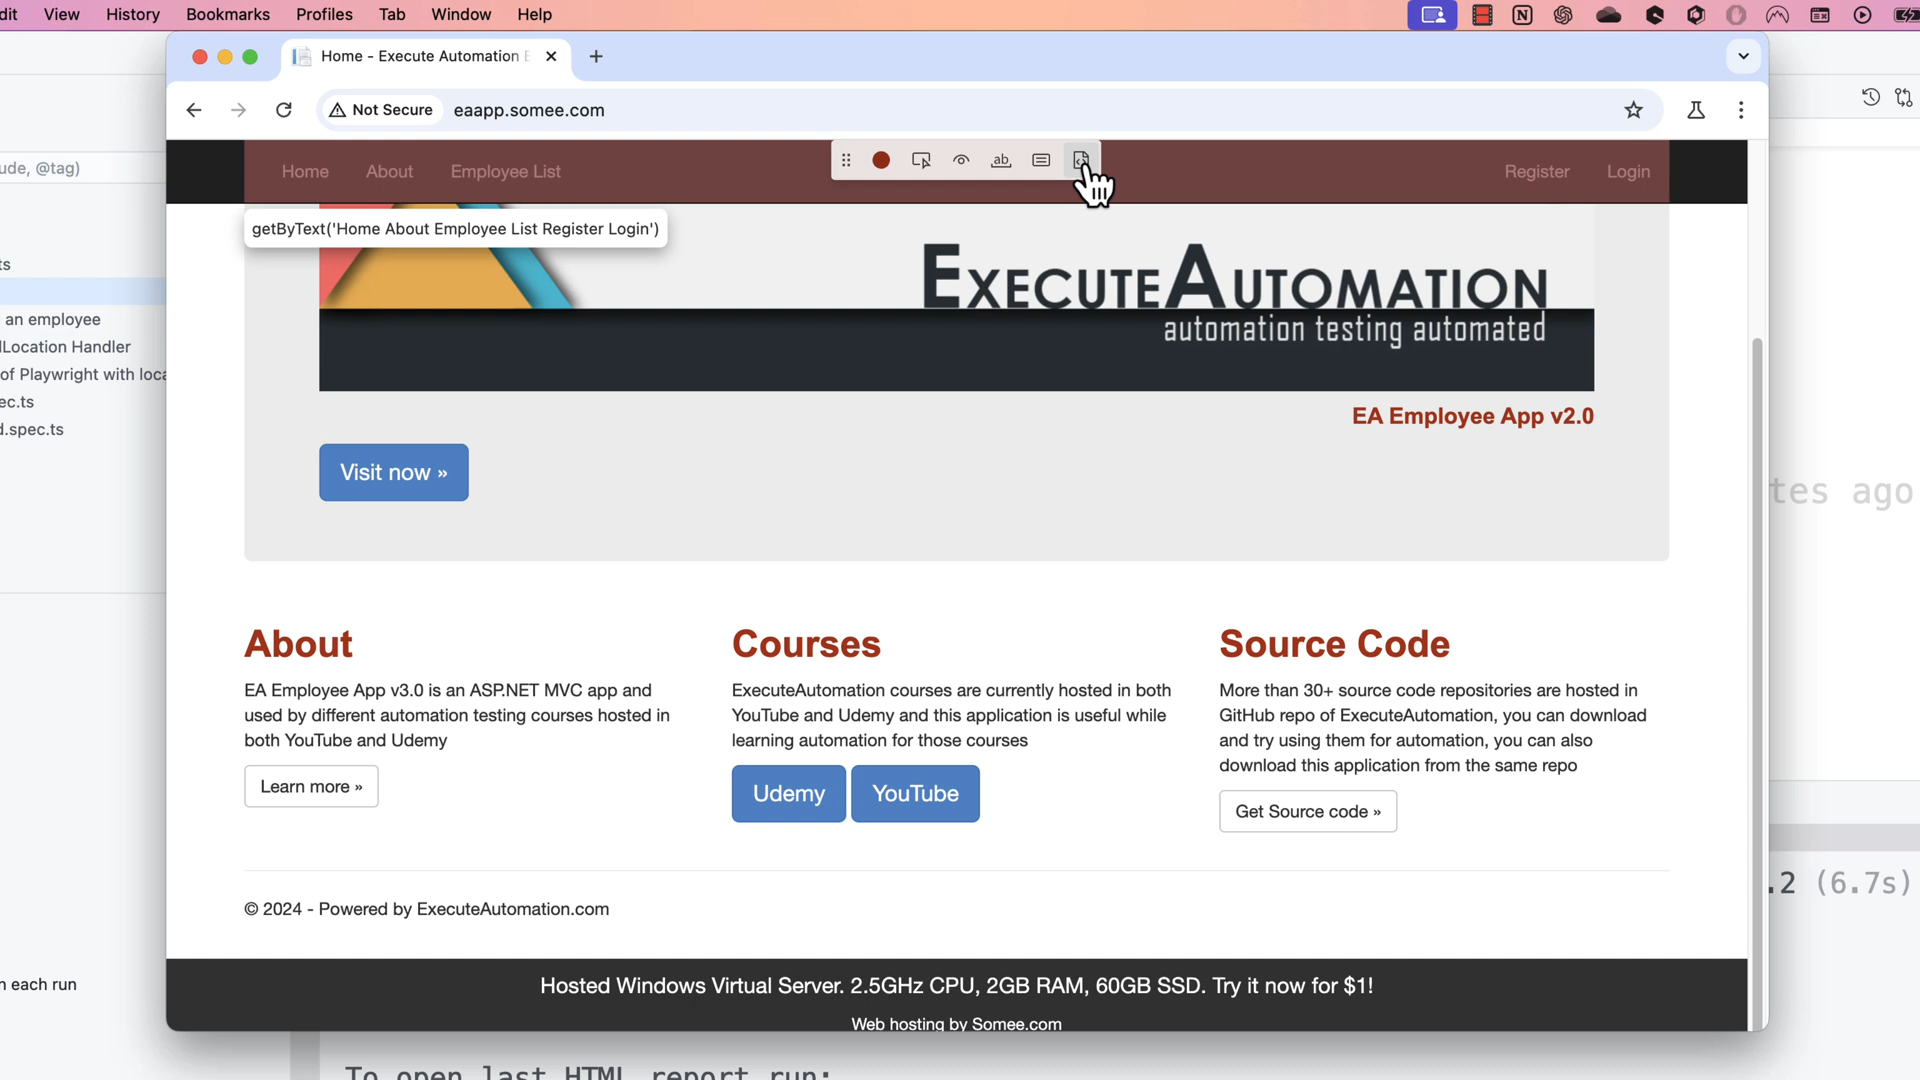 dit View History Bookmarks Profiles Tab Window Help
Home - Execute Automation E
Not Secure eaapp.somee.com
ude, @tag)
Home About Employee List ab Register Login
getByText('Home About Employee List Register Login')
ts
an employee
lLocation Handler
of Playwright with loca
ec.ts
d.spec.ts
EXECUTEAUTOMATION
automation testing automated
EA Employee App v2.0
Visit now »
tes ago
About
EA Employee App v3.0 is an ASP.NET MVC app and
used by different automation testing courses hosted in
both YouTube and Udemy
Learn more »
Courses
ExecuteAutomation courses are currently hosted in both
YouTube and Udemy and this application is useful while
learning automation for those courses
Udemy YouTube
Source Code
More than 30+ source code repositories are hosted in
GitHub repo of ExecuteAutomation, you can download
and try using them for automation, you can also
download this application from the same repo
Get Source code »
.2 (6.7s)
© 2024 - Powered by ExecuteAutomation.com
n each run
Hosted Windows Virtual Server. 2.5GHz CPU, 2GB RAM, 60GB SSD. Try it now for $1!
Web hosting by Somee.com
To open last HTML report run: